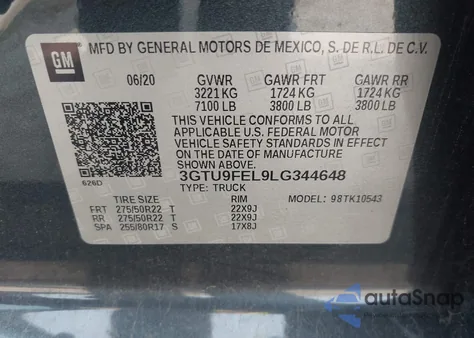 GM
MFD BY GENERAL MOTORS DE MEXICO, S. DE R.L. DE C.V.
06/20 GVWR GAWR FRT GAWR RR
3221 KG 1724 KG 1724 KG
7100 LB 3800 LB 3800 LB
THIS VEHICLE CONFORMS TO ALL
APPLICABLE U.S. FEDERAL MOTOR
VEHICLE SAFETY STANDARDS IN EFFECT
ON THE DATE OF MANUFACTURE SHOWN ABOVE.
626D
3GTU9FEL9LG344648
TYPE: TRUCK
TIRE SIZE RIM MODEL: 98TK10543
FRT 275/50R22 T 22X9J
RR 275/50R22 T 22X9J
SPA 255/80R17 S 17X8J
autoSnap